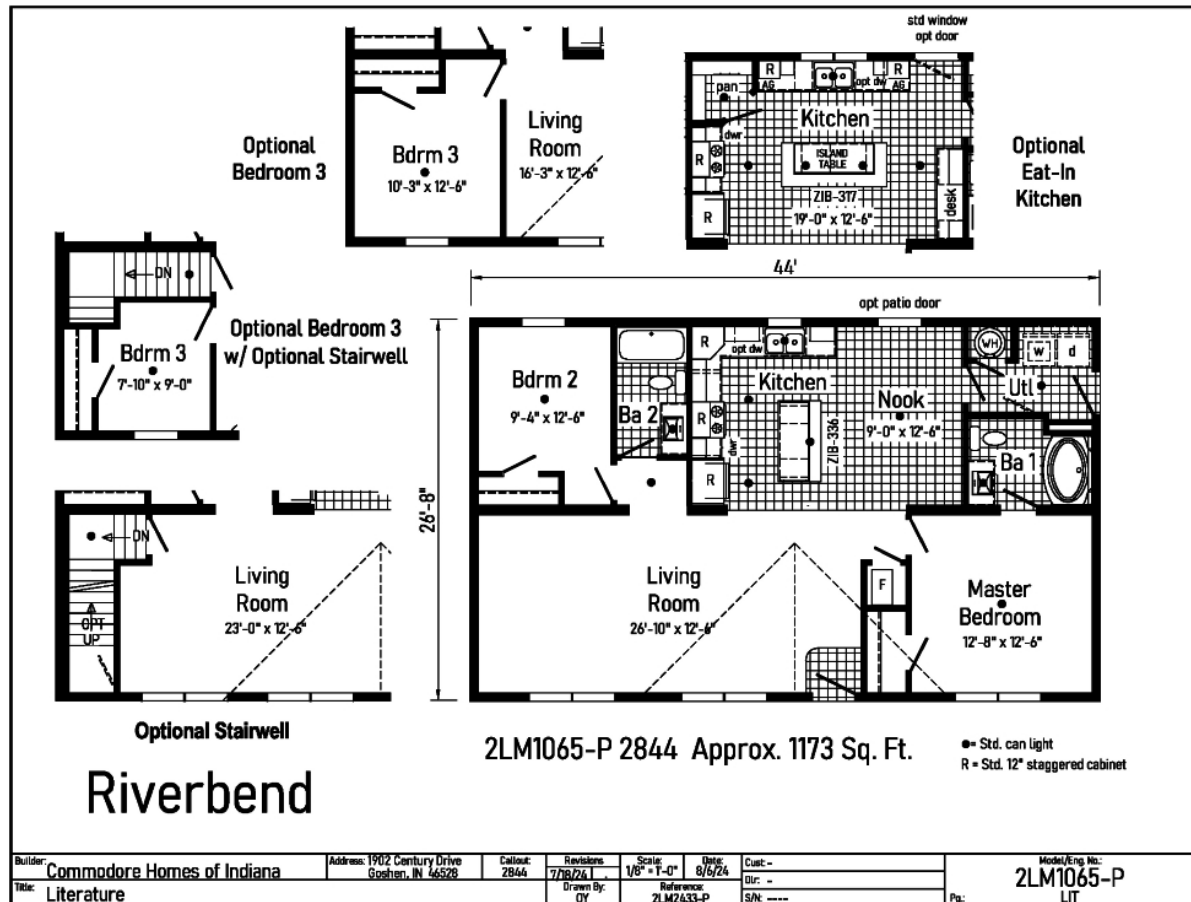 std window
opt door
Optional
Bedroom 3
Bdrm 3
10'-3" x 12'-6"
Living
Room
16'-3" x 12'-6"
R
AG
opt dw
R
AG
pan
Kitchen
dwr
R
ISLAND
TABLE
ZIB-317
19'-0" x 12'-6"
R
desk
Optional
Eat-In
Kitchen
DN
Bdrm 3
7'-10" x 9'-0"
Optional Bedroom 3
w/ Optional Stairwell
44'
opt patio door
26'-8"
Bdrm 2
9'-4" x 12'-6"
Ba 2
R
opt dw
Kitchen
R
dwr
R
ZIB-336
Nook
9'-0" x 12'-6"
WH
w
d
Utl
Ba 1
DN
OPT
UP
Living
Room
23'-0" x 12'-6"
Optional Stairwell
Living
Room
26'-10" x 12'-6"
F
Master
Bedroom
12'-8" x 12'-6"
2LM1065-P 2844 Approx. 1173 Sq. Ft.
●= Std. can light
R = Std. 12" staggered cabinet
Riverbend
Builder: Commodore Homes of Indiana
Address: 1902 Century Drive
Goshen, IN 46528
Callout:
2844
Revisions
7/18/24
Scale:
1/8" = 1'-0"
Date:
8/6/24
Cust -
Dlr: -
S/N: ----
Model/Eng. No.:
2LM1065-P
Title: Literature
Drawn By:
OY
Reference:
2LM2433-P
Pg.: LIT